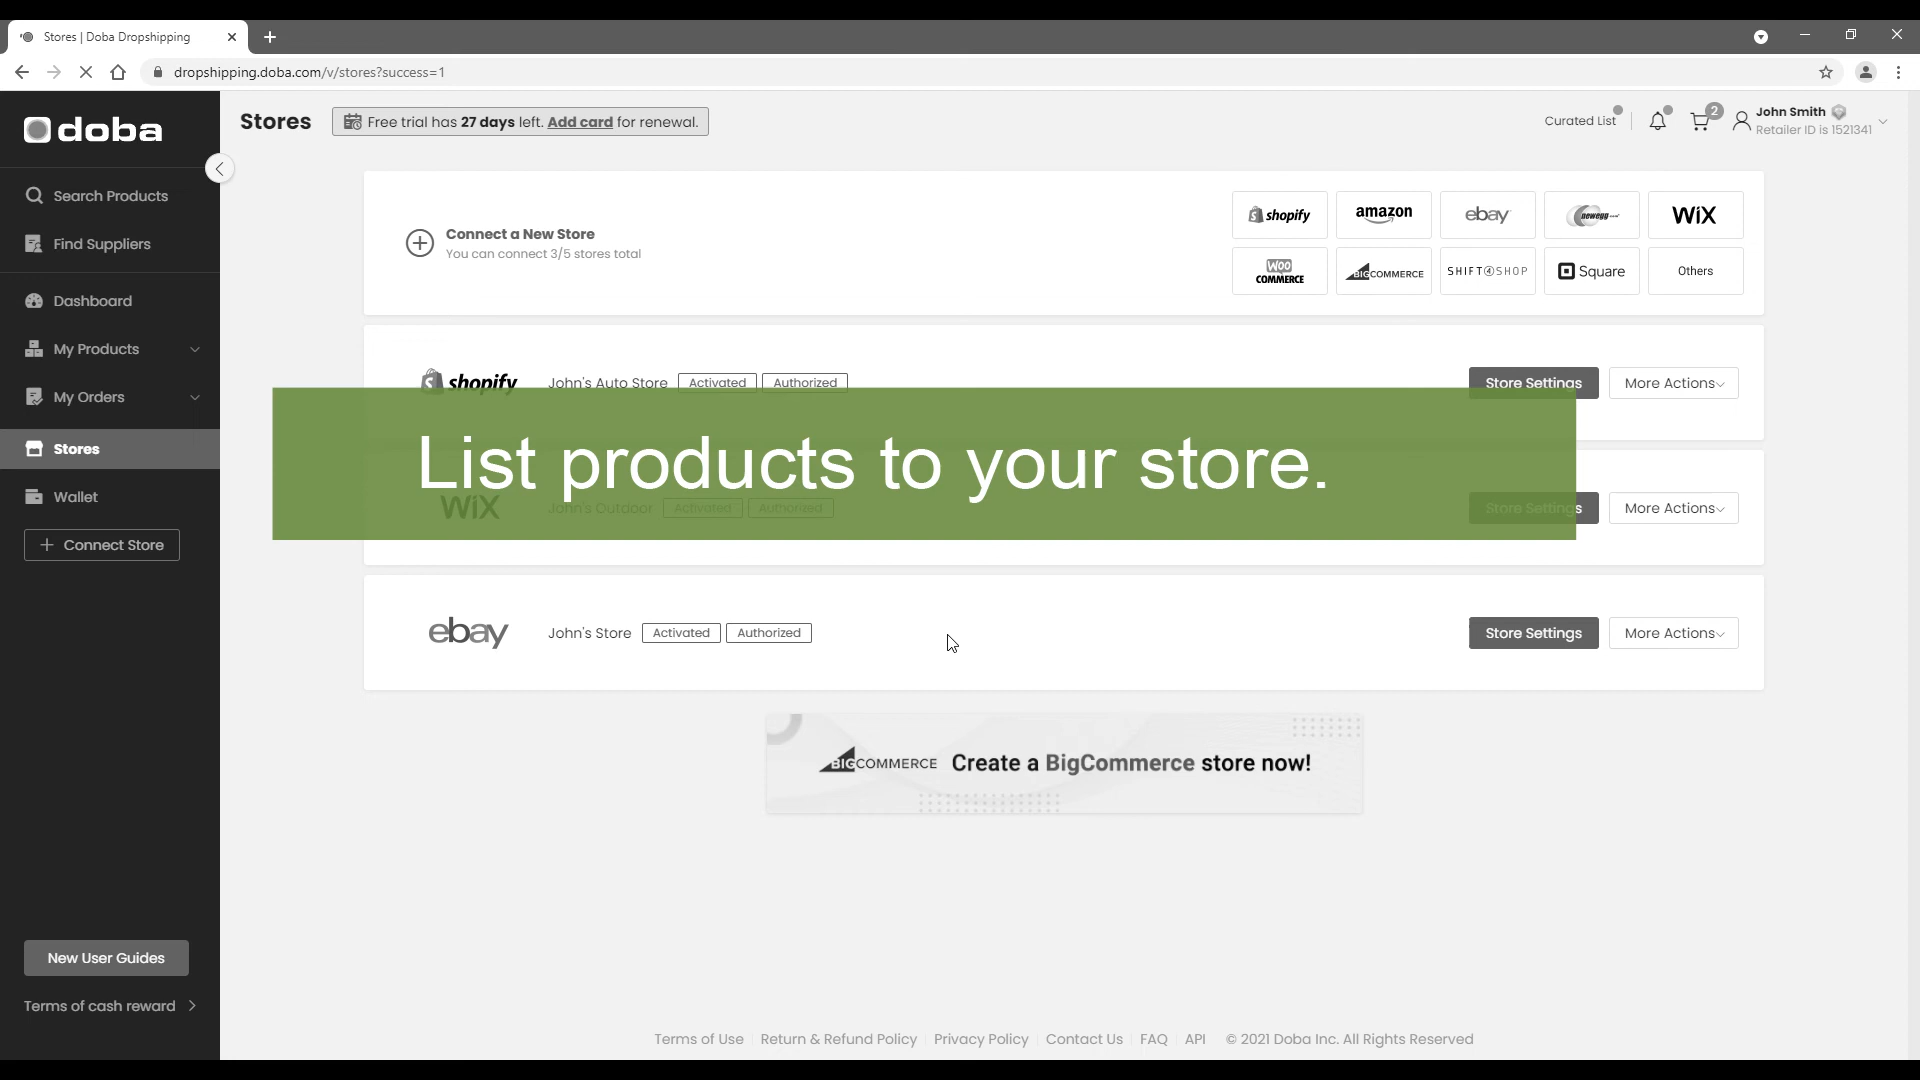 Stores | Doba Dropshipping
dropshipping.doba.com/v/stores?success=1
doba
Stores
Free trial has 27 days left. Add card for renewal.
Curated List
2
John Smith
Retailer ID is 1521341
Search Products
Find Suppliers
Dashboard
My Products
My Orders
Stores
Wallet
Connect Store
New User Guides
Terms of cash reward
Connect a New Store
You can connect 3/5 stores total
shopify
amazon
ebay
newegg.com
WiX
WOO COMMERCE
BIGCOMMERCE
SHIFT4SHOP
Square
Others
shopify John's Auto Store Activated Authorized Store Settings More Actions
List products to your store.
WiX John's Outdoor Activated Authorized Store Settings More Actions
ebay John's Store Activated Authorized Store Settings More Actions
BIGCOMMERCE Create a BigCommerce store now!
Terms of Use Return & Refund Policy Privacy Policy Contact Us FAQ API © 2021 Doba Inc. All Rights Reserved